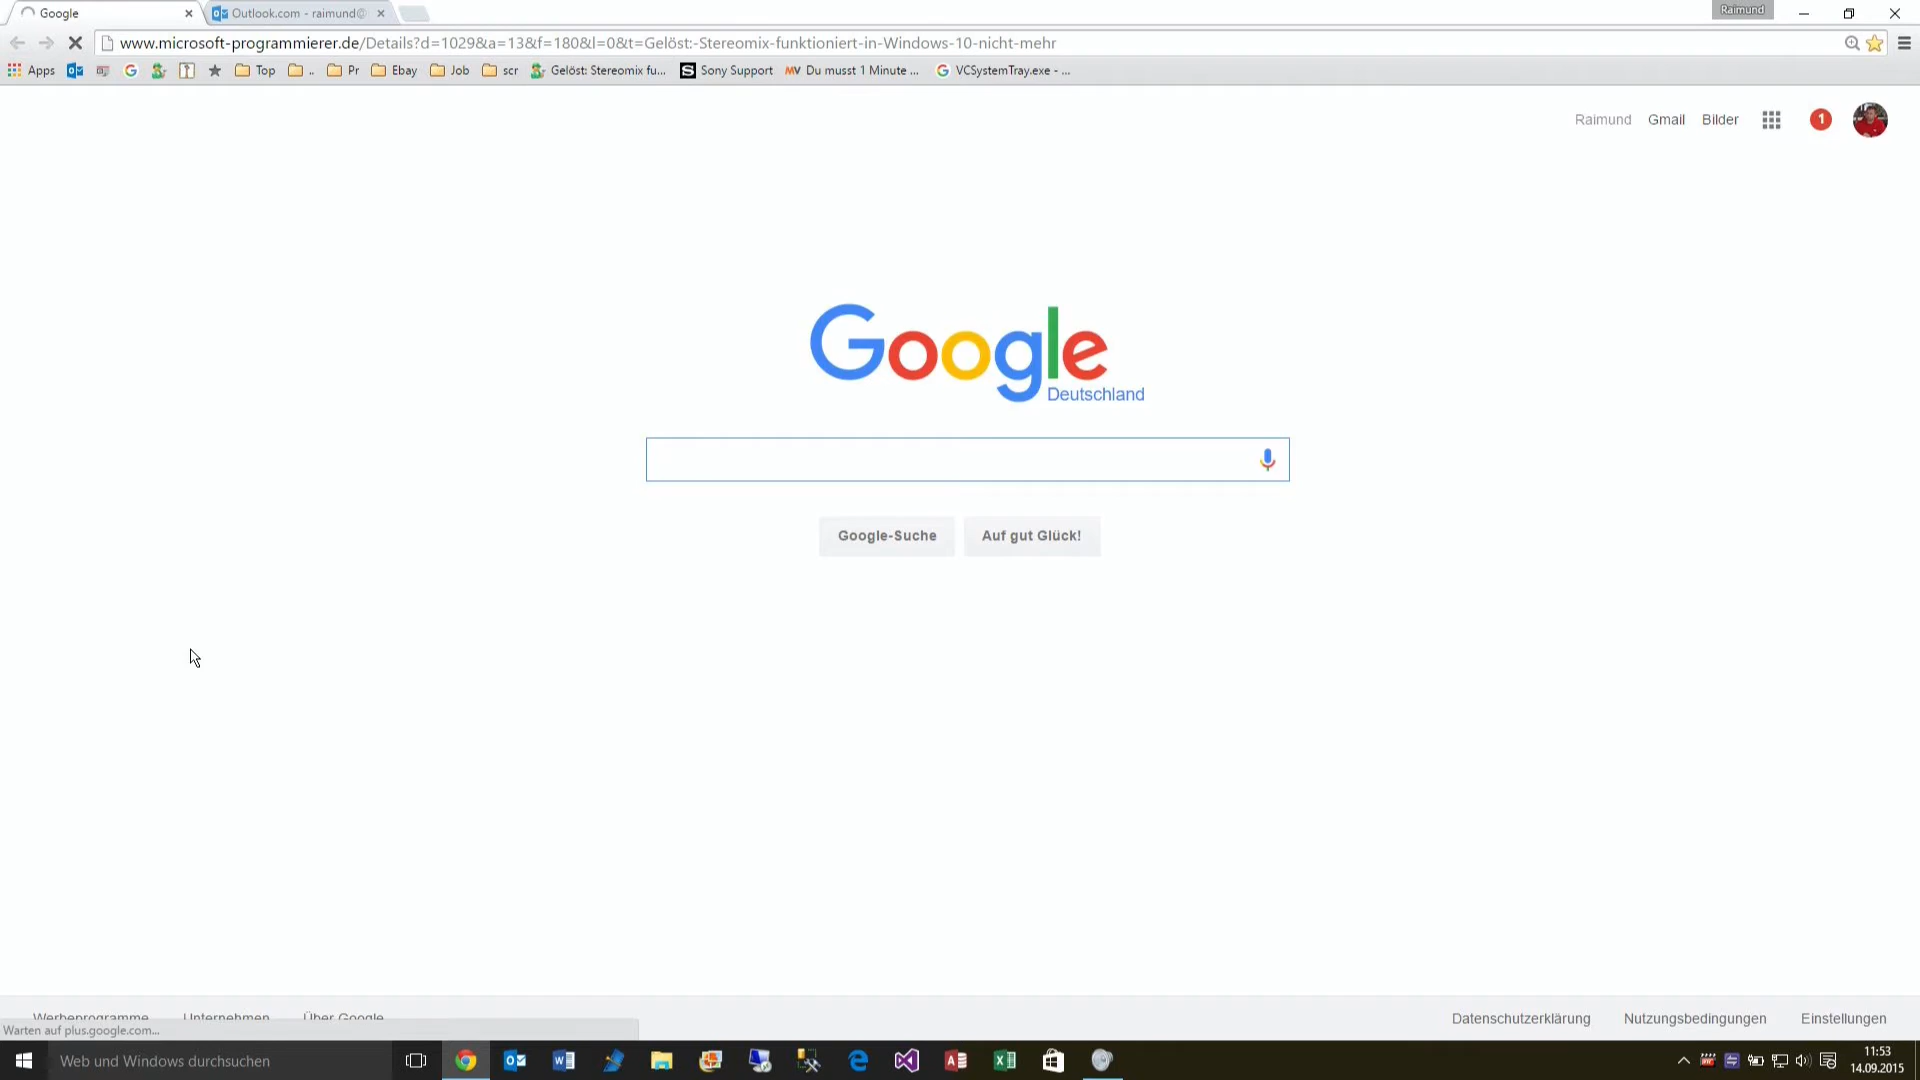 Google
Outlook.com - raimund@
Raimund
www.microsoft-programmierer.de/Details?d=1029&a=13&f=180&l=0&t=Gelöst:-Stereomix-funktioniert-in-Windows-10-nicht-mehr
Apps
Top
..
Pr
Ebay
Job
scr
Gelöst: Stereomix fu...
Sony Support
Du musst 1 Minute ...
VCSystemTray.exe - ...
Raimund
Gmail
Bilder
1
Google
Deutschland
Google-Suche
Auf gut Glück!
Werbeprogramme
Unternehmen
Über Google
Datenschutzerklärung
Nutzungsbedingungen
Einstellungen
Warten auf plus.google.com...
Web und Windows durchsuchen
11:53
14.09.2015